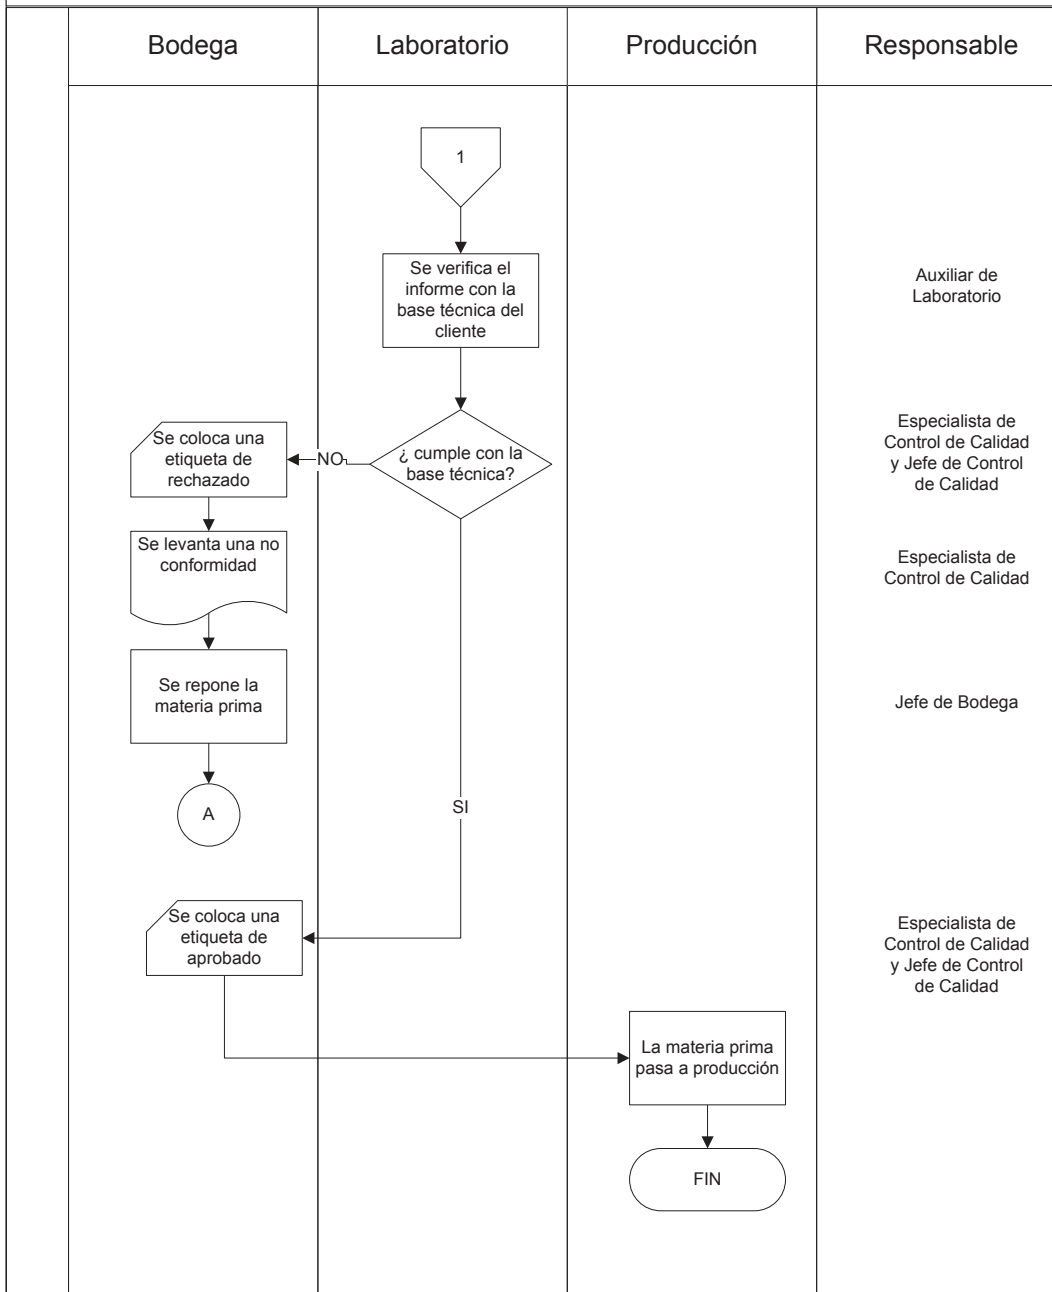 Bodega
Laboratorio
Producción
Responsable
1
Se verifica el
informe con la
base técnica del
cliente
Auxiliar de
Laboratorio
¿ cumple con la
base técnica?
NO
Se coloca una
etiqueta de
rechazado
Especialista de
Control de Calidad
y Jefe de Control
de Calidad
Se levanta una no
conformidad
Especialista de
Control de Calidad
Se repone la
materia prima
Jefe de Bodega
A
SI
Se coloca una
etiqueta de
aprobado
Especialista de
Control de Calidad
y Jefe de Control
de Calidad
La materia prima
pasa a producción
FIN